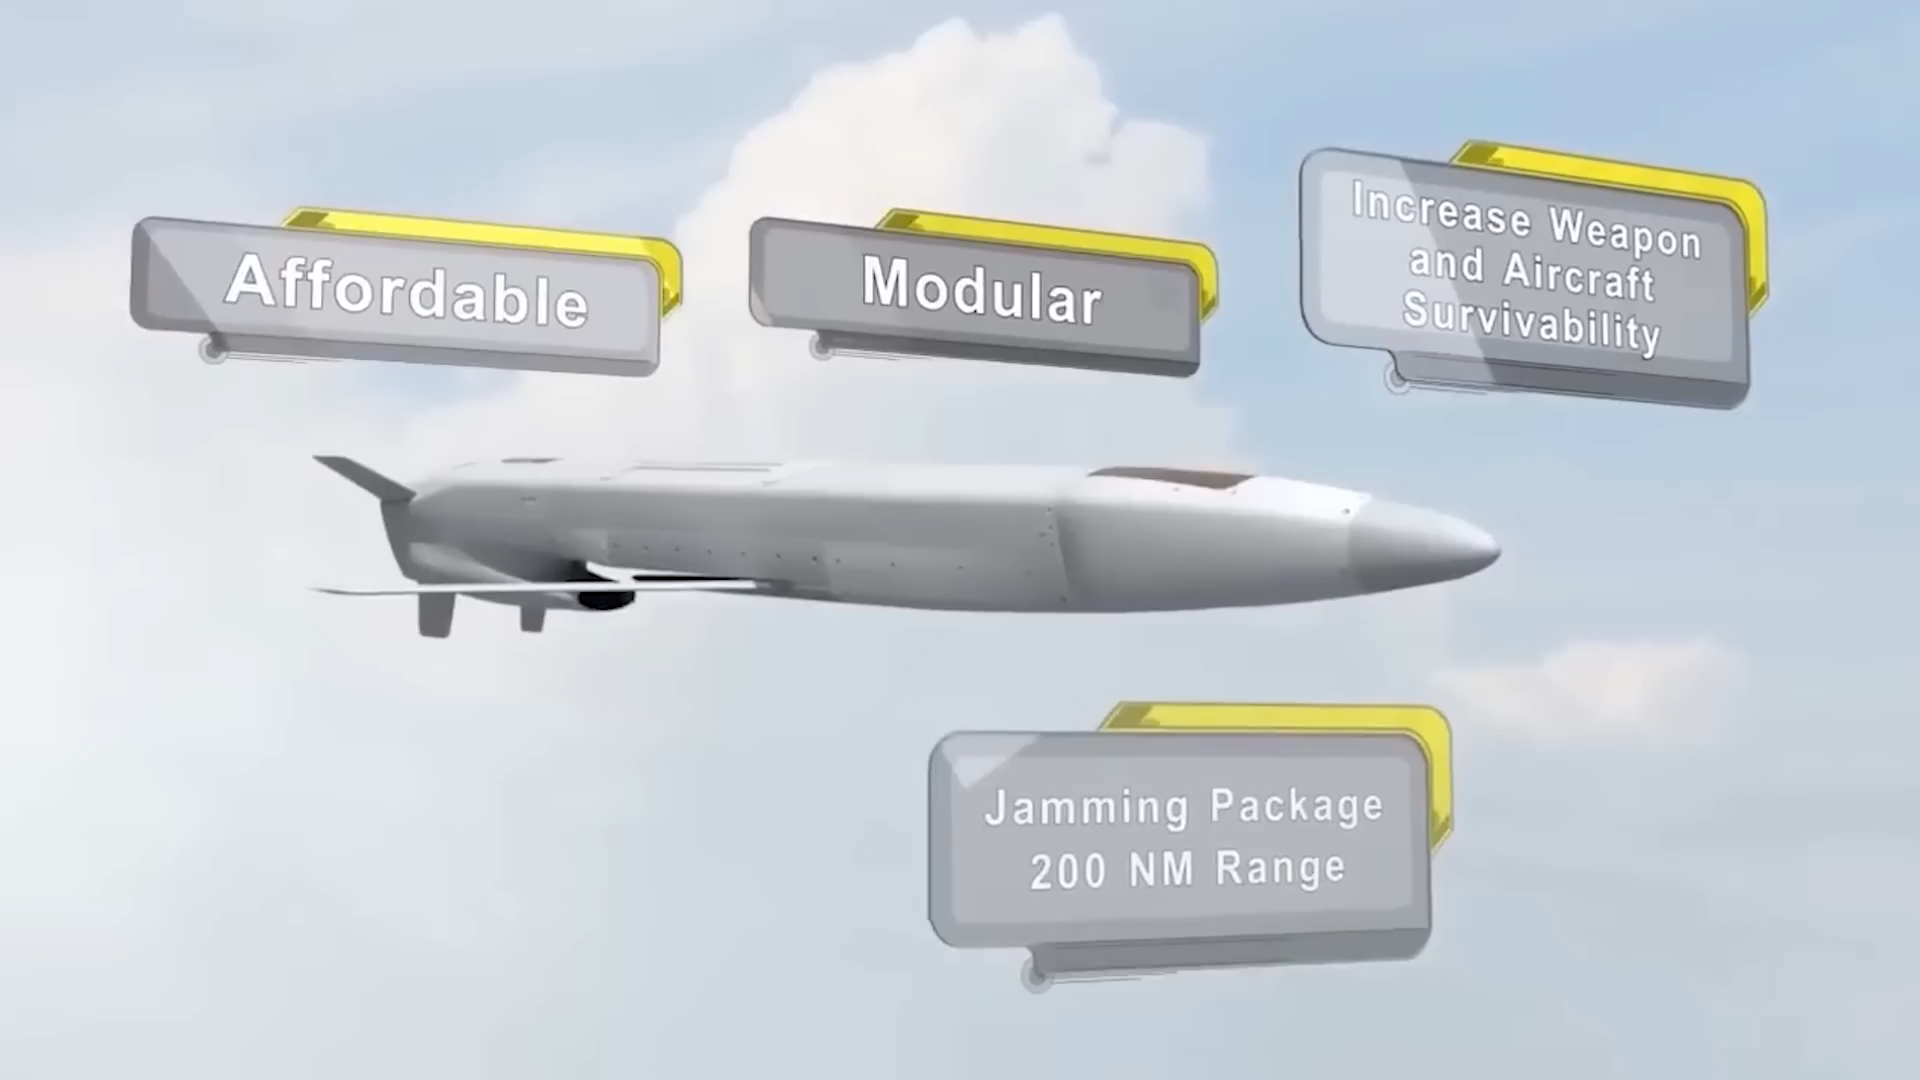 Affordable
Modular
Increase Weapon
and Aircraft
Survivability
Jamming Package
200 NM Range